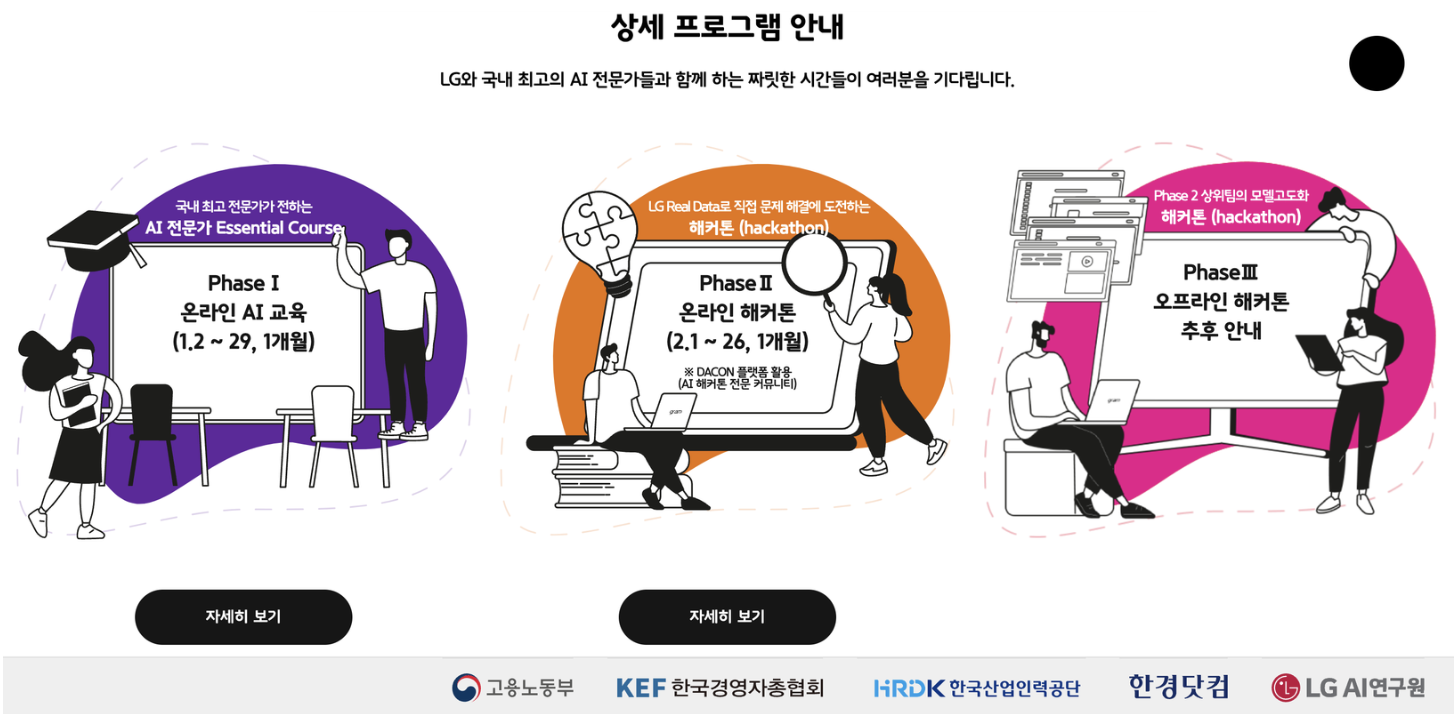 상세 프로그램 안내
LG와 국내 최고의 AI 전문가들과 함께 하는 짜릿한 시간들이 여러분을 기다립니다.
국내 최고 전문가가 전하는
AI 전문가 Essential Course
Phase Ⅰ
온라인 AI 교육
(1.2 ~ 29, 1개월)
LG Real Data로 직접 문제 해결에 도전하는
해커톤 (hackathon)
Phase Ⅱ
온라인 해커톤
(2.1 ~ 26, 1개월)
※ DACON 플랫폼 활용
(AI 해커톤 전문 커뮤니티)
gram
Phase 2 상위팀의 모델고도화
해커톤 (hackathon)
PhaseⅢ
오프라인 해커톤
추후 안내
gram
자세히 보기
자세히 보기
고용노동부 KEF 한국경영자총협회 HRDK 한국산업인력공단 한경닷컴 LG AI연구원